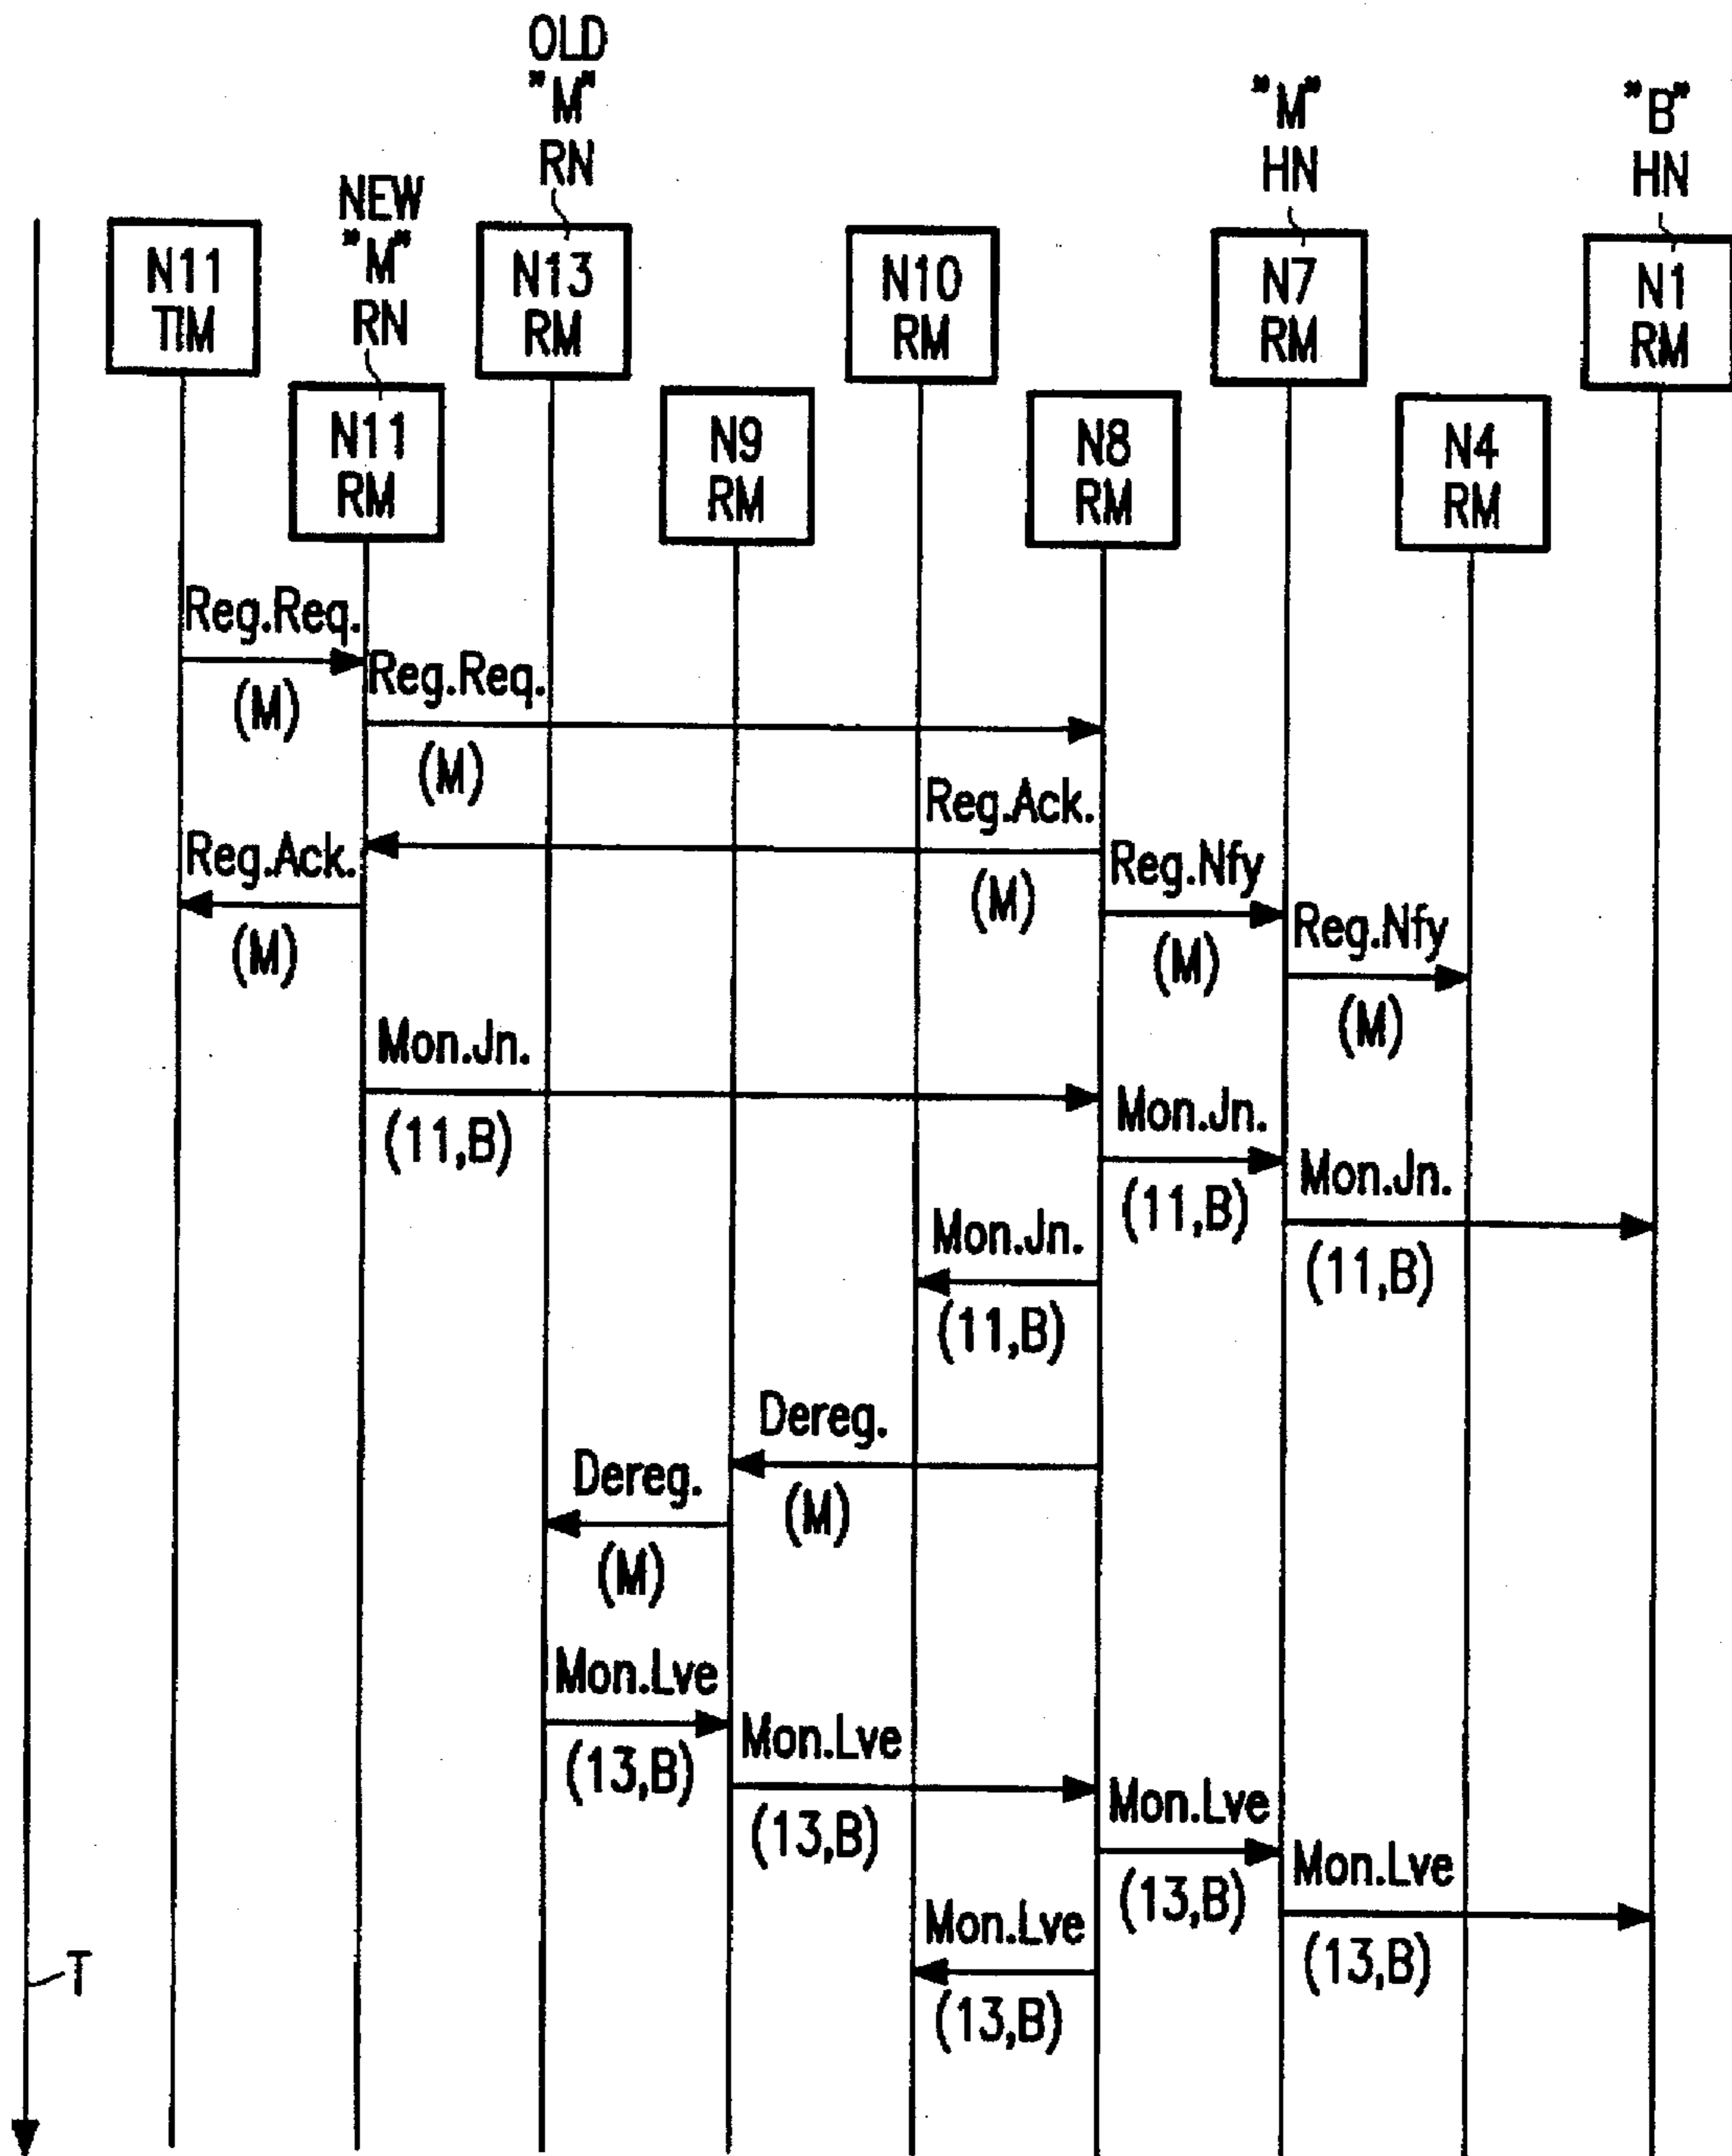 OLD
"M"
RN
"M"
HN
"B"
HN
NEW
"M"
RN
N11
TIM
N13
RM
N10
RM
N7
RM
N1
RM
N11
RM
N9
RM
N8
RM
N4
RM
Reg.Req.
(M)
Reg.Req.
(M)
Reg.Ack.
(M)
Reg.Ack.
(M)
Reg.Nfy
(M)
Reg.Nfy
(M)
Mon.Jn.
(11,B)
Mon.Jn.
(11,B)
Mon.Jn.
(11,B)
Mon.Jn.
(11,B)
Dereg.
(M)
Dereg.
(M)
Mon.Lve
(13,B)
Mon.Lve
(13,B)
Mon.Lve
(13,B)
Mon.Lve
(13,B)
Mon.Lve
(13,B)
T